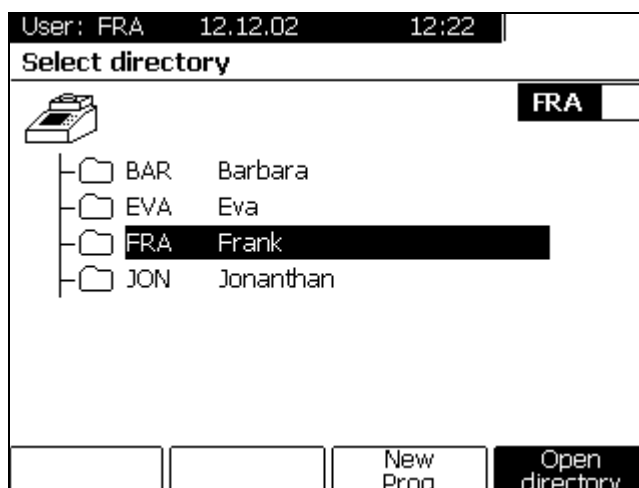 User: FRA 12.12.02 12:22
Select directory
FRA
BAR Barbara
EVA Eva
FRA Frank
JON Jonanthan
New Open
Prog directory